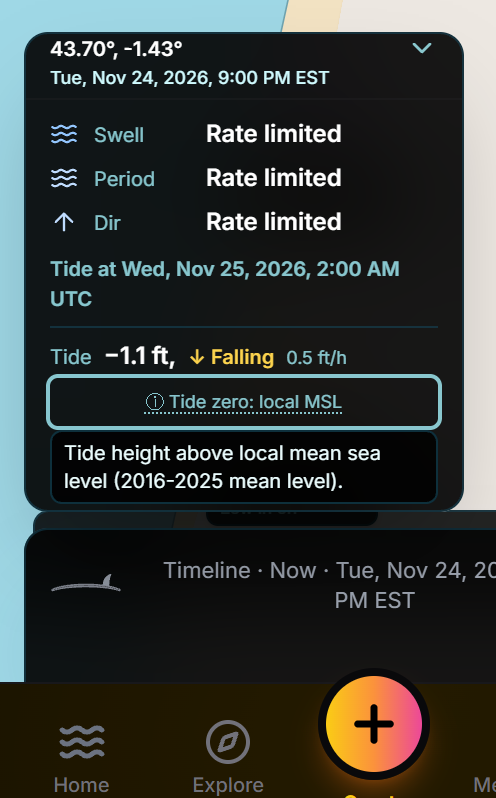 43.70°, -1.43°
Tue, Nov 24, 2026, 9:00 PM EST
Swell Rate limited
Period Rate limited
Dir Rate limited
Tide at Wed, Nov 25, 2026, 2:00 AM
UTC
Tide −1.1 ft, ↓ Falling 0.5 ft/h
ⓘ Tide zero: local MSL
Tide height above local mean sea
level (2016-2025 mean level).
Timeline · Now · Tue, Nov 24, 20
PM EST
Home Explore